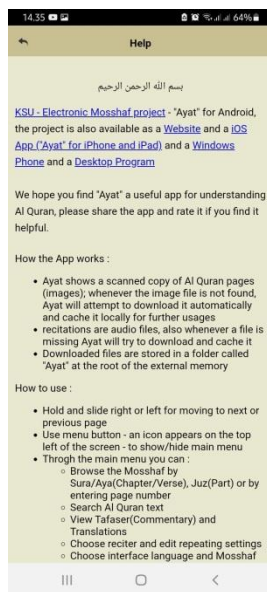 14.35
64%
Help
بسم الله الرحمن الرحيم
KSU - Electronic Mosshaf project - "Ayat" for Android,
the project is also available as a Website and a iOS
App ("Ayat" for iPhone and iPad) and a Windows
Phone and a Desktop Program
We hope you find "Ayat" a useful app for understanding
Al Quran, please share the app and rate it if you find it
helpful.
How the App works :
• Ayat shows a scanned copy of Al Quran pages
(images); whenever the image file is not found,
Ayat will attempt to download it automatically
and cache it locally for further usages
• recitations are audio files, also whenever a file is
missing Ayat will try to download and cache it
• Downloaded files are stored in a folder called
"Ayat" at the root of the external memory
How to use :
• Hold and slide right or left for moving to next or
previous page
• Use menu button - an icon appears on the top
left of the screen - to show/hide main menu
• Throgh the main menu you can :
◦ Browse the Mosshaf by
Sura/Aya(Chapter/Verse), Juz(Part) or by
entering page number
◦ Search Al Quran text
◦ View Tafaser(Commentary) and
Translations
◦ Choose reciter and edit repeating settings
◦ Choose interface language and Mosshaf